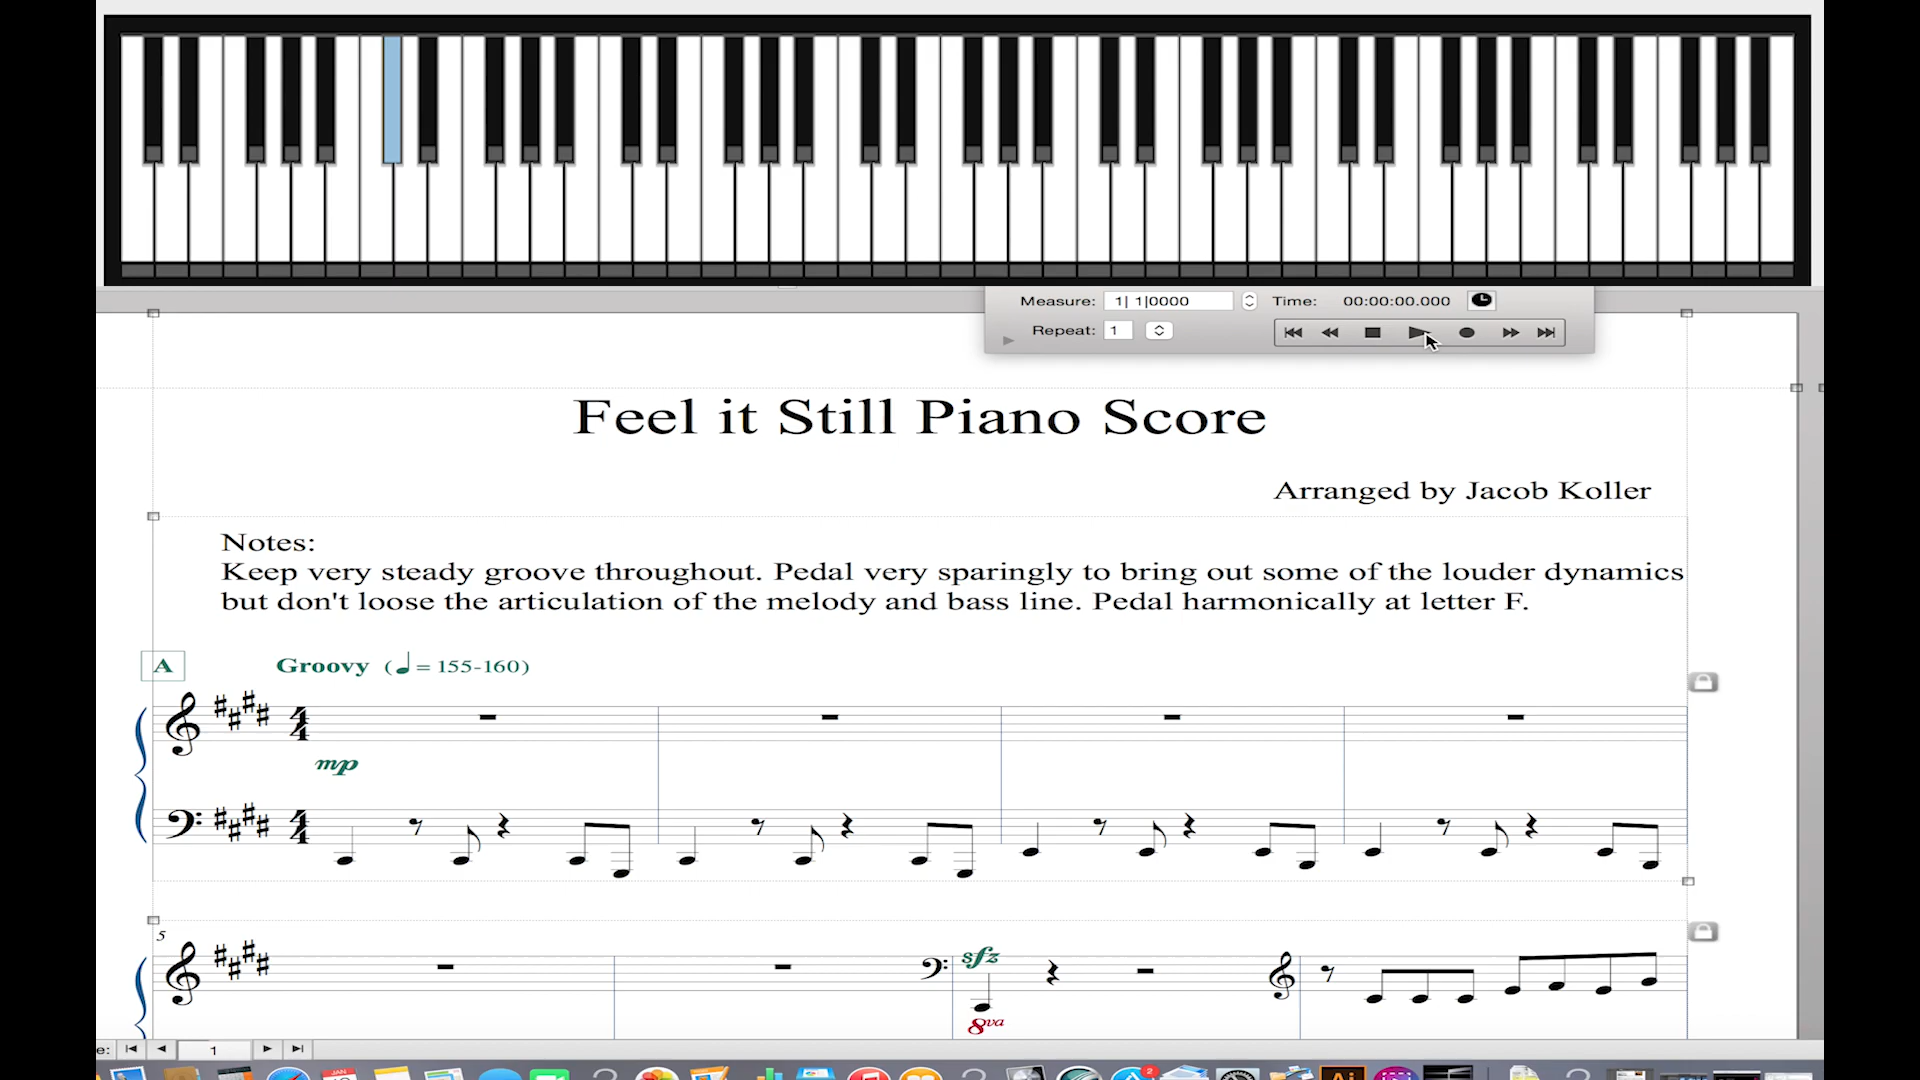 Measure: 1| 1|0000 Time: 00:00:00.000
Repeat: 1
Feel it Still Piano Score
Arranged by Jacob Koller
Notes:
Keep very steady groove throughout. Pedal very sparingly to bring out some of the louder dynamics
but don't loose the articulation of the melody and bass line. Pedal harmonically at letter F.
A Groovy (♩= 155-160)
mp
5
sfz
8va
e: 1
JAN 2 Ai